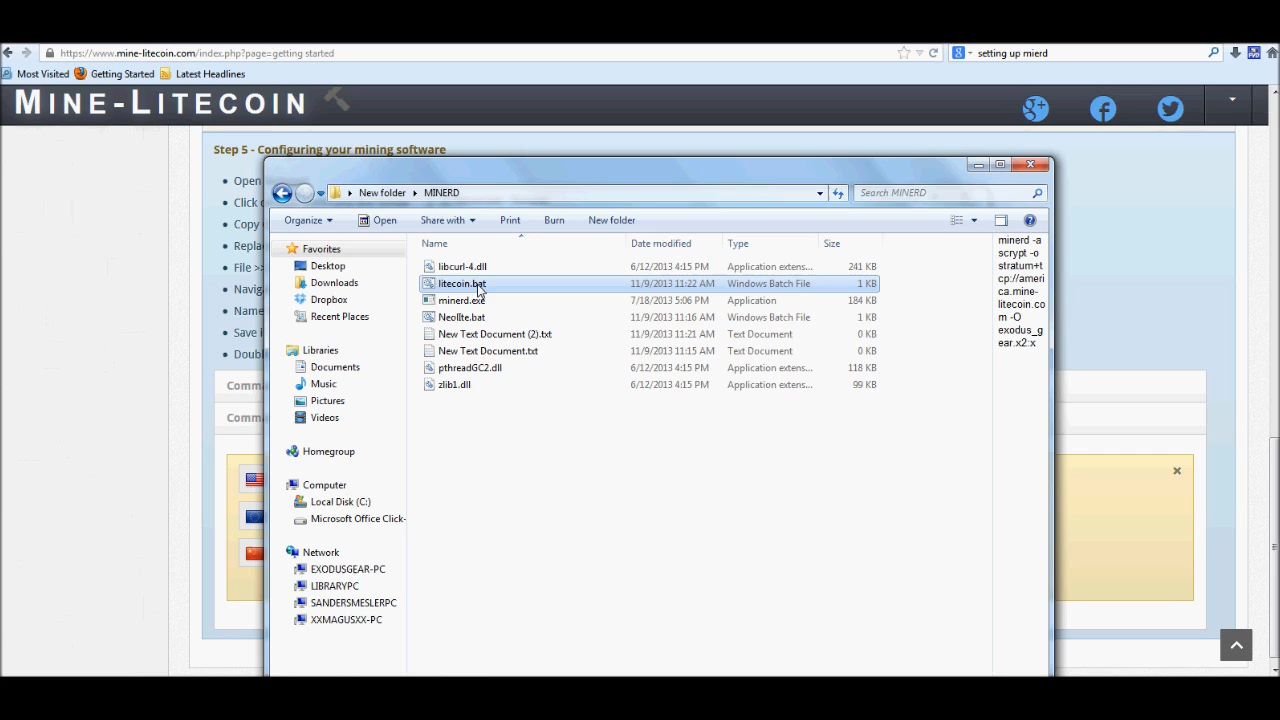 https://www.mine-litecoin.com/index.php?page=getting started
setting up mierd
Most Visited Getting Started Latest Headlines
MINE-LITECOIN
Step 5 - Configuring your mining software
Open
Click
Copy
Repla
File >>
Navig
Name
Save i
Doubl
Comma
Comma
New folder MINERD
Search MINERD
Organize Open Share with Print Burn New folder
Favorites
Desktop
Downloads
Dropbox
Recent Places
Libraries
Documents
Music
Pictures
Videos
Homegroup
Computer
Local Disk (C:)
Microsoft Office Click-
Network
EXODUSGEAR-PC
LIBRARYPC
SANDERSMESLERPC
XXMAGUSXX-PC
Name Date modified Type Size
libcurl-4.dll 6/12/2013 4:15 PM Application extens... 241 KB
litecoin.bat 11/9/2013 11:22 AM Windows Batch File 1 KB
minerd.exe 7/18/2013 5:06 PM Application 184 KB
NeoIIte.bat 11/9/2013 11:16 AM Windows Batch File 1 KB
New Text Document (2).txt 11/9/2013 11:21 AM Text Document 0 KB
New Text Document.txt 11/9/2013 11:15 AM Text Document 0 KB
pthreadGC2.dll 6/12/2013 4:15 PM Application extens... 118 KB
zlib1.dll 6/12/2013 4:15 PM Application extens... 99 KB
minerd -a
scrypt -o
stratum+t
cp://ameri
ca.mine-
litecoin.co
m -O
exodus_g
ear.x2:x